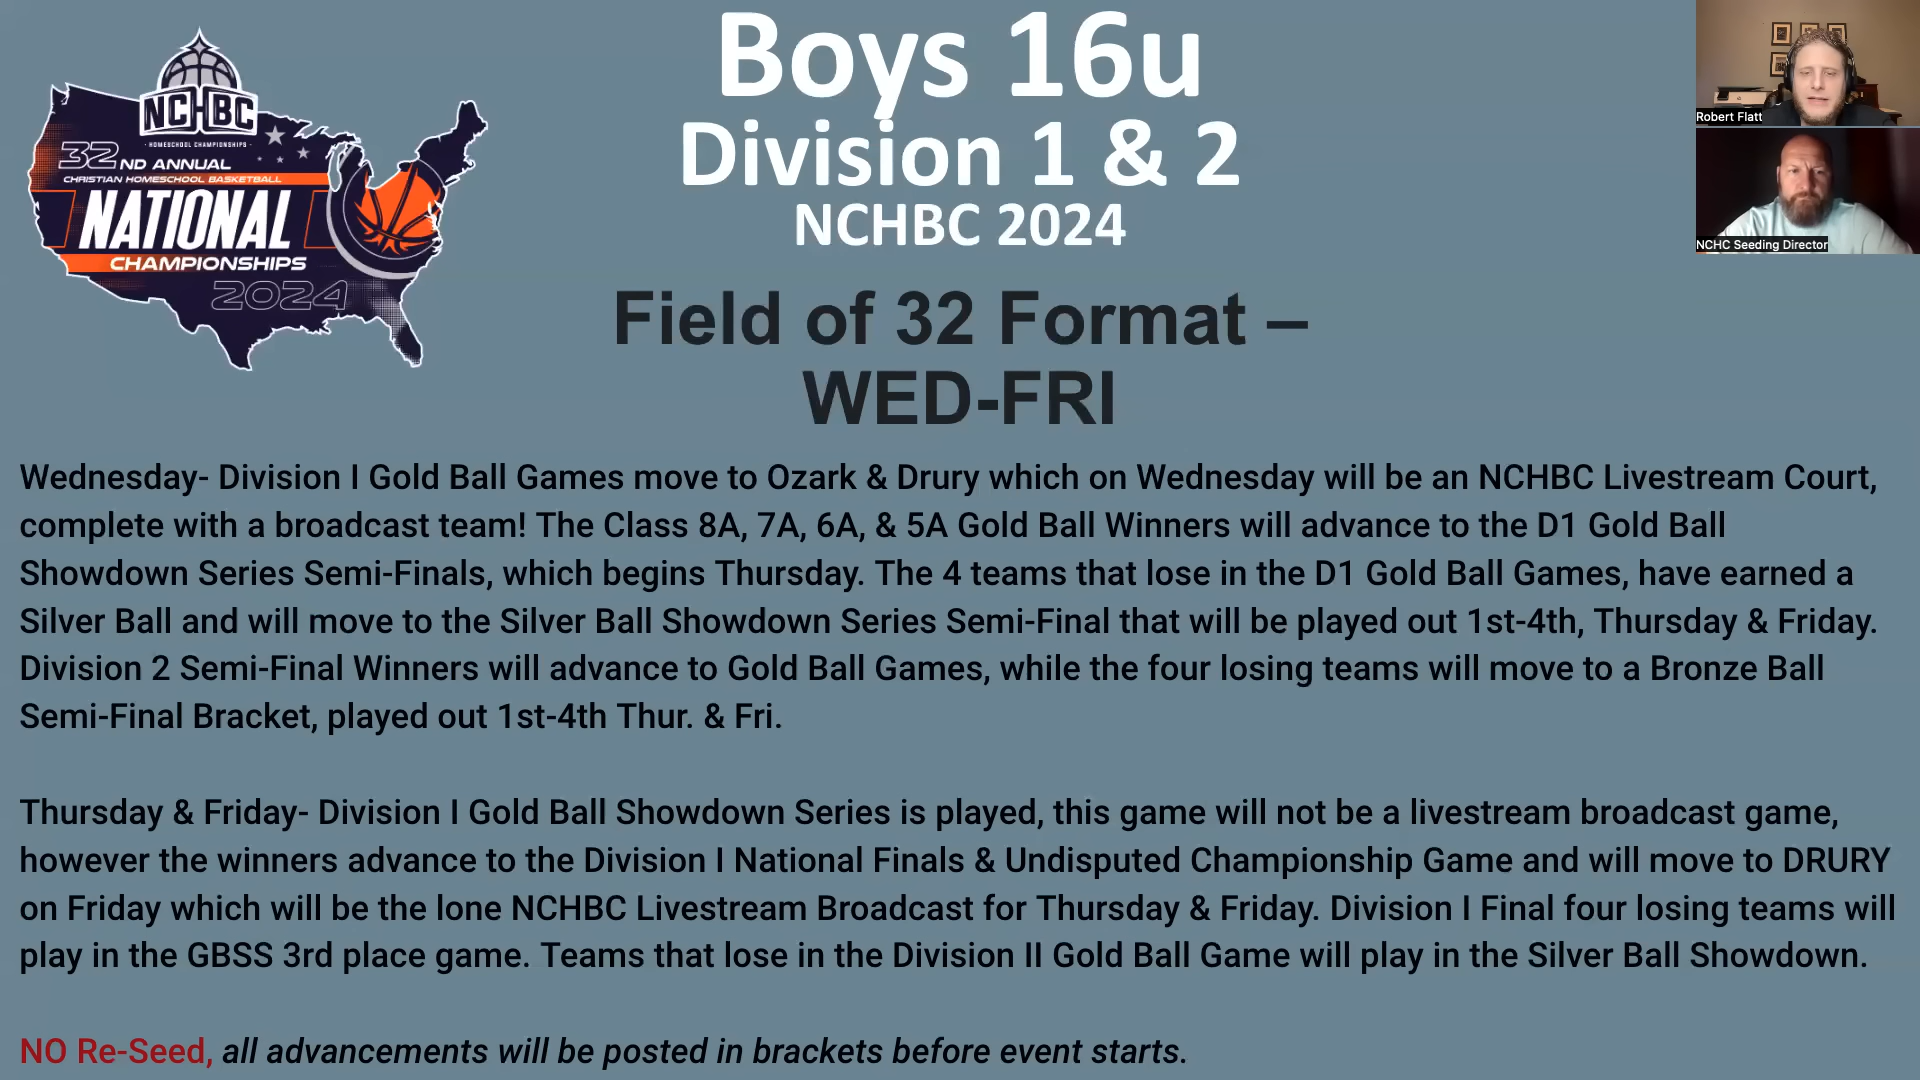 Boys 16u
Division 1 & 2
NCHBC 2024
NCHBC
- HOMESCHOOL CHAMPIONSHIPS -
32ND ANNUAL
CHRISTIAN HOMESCHOOL BASKETBALL
NATIONAL
CHAMPIONSHIPS
2024
Robert Flatt
NCHC Seeding Director
Field of 32 Format –
WED-FRI
Wednesday- Division I Gold Ball Games move to Ozark & Drury which on Wednesday will be an NCHBC Livestream Court,
complete with a broadcast team! The Class 8A, 7A, 6A, & 5A Gold Ball Winners will advance to the D1 Gold Ball
Showdown Series Semi-Finals, which begins Thursday. The 4 teams that lose in the D1 Gold Ball Games, have earned a
Silver Ball and will move to the Silver Ball Showdown Series Semi-Final that will be played out 1st-4th, Thursday & Friday.
Division 2 Semi-Final Winners will advance to Gold Ball Games, while the four losing teams will move to a Bronze Ball
Semi-Final Bracket, played out 1st-4th Thur. & Fri.
Thursday & Friday- Division I Gold Ball Showdown Series is played, this game will not be a livestream broadcast game,
however the winners advance to the Division I National Finals & Undisputed Championship Game and will move to DRURY
on Friday which will be the lone NCHBC Livestream Broadcast for Thursday & Friday. Division I Final four losing teams will
play in the GBSS 3rd place game. Teams that lose in the Division II Gold Ball Game will play in the Silver Ball Showdown.
NO Re-Seed, all advancements will be posted in brackets before event starts.